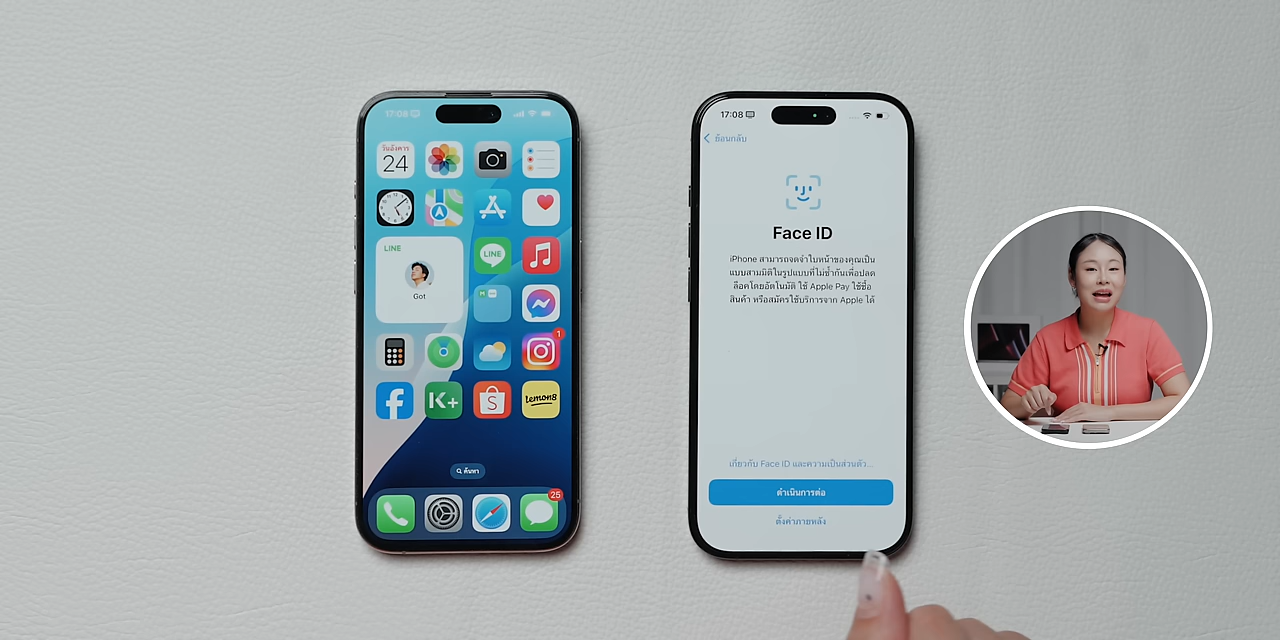 17:08
วันอังคาร
24
LINE
Got
LINE
1
K+
S
Lemon8
ค้นหา
25
17:08
ย้อนกลับ
Face ID
iPhone สามารถจดจำใบหน้าของคุณเป็น
แบบสามมิติในรูปแบบที่ไม่ซ้ำกันเพื่อปลด
ล็อคโดยอัตโนมัติ ใช้ Apple Pay ใช้ซื้อ
สินค้า หรือสมัครใช้บริการจาก Apple ได้
เกี่ยวกับ Face ID และความเป็นส่วนตัว...
ดำเนินการต่อ
ตั้งค่าภายหลัง